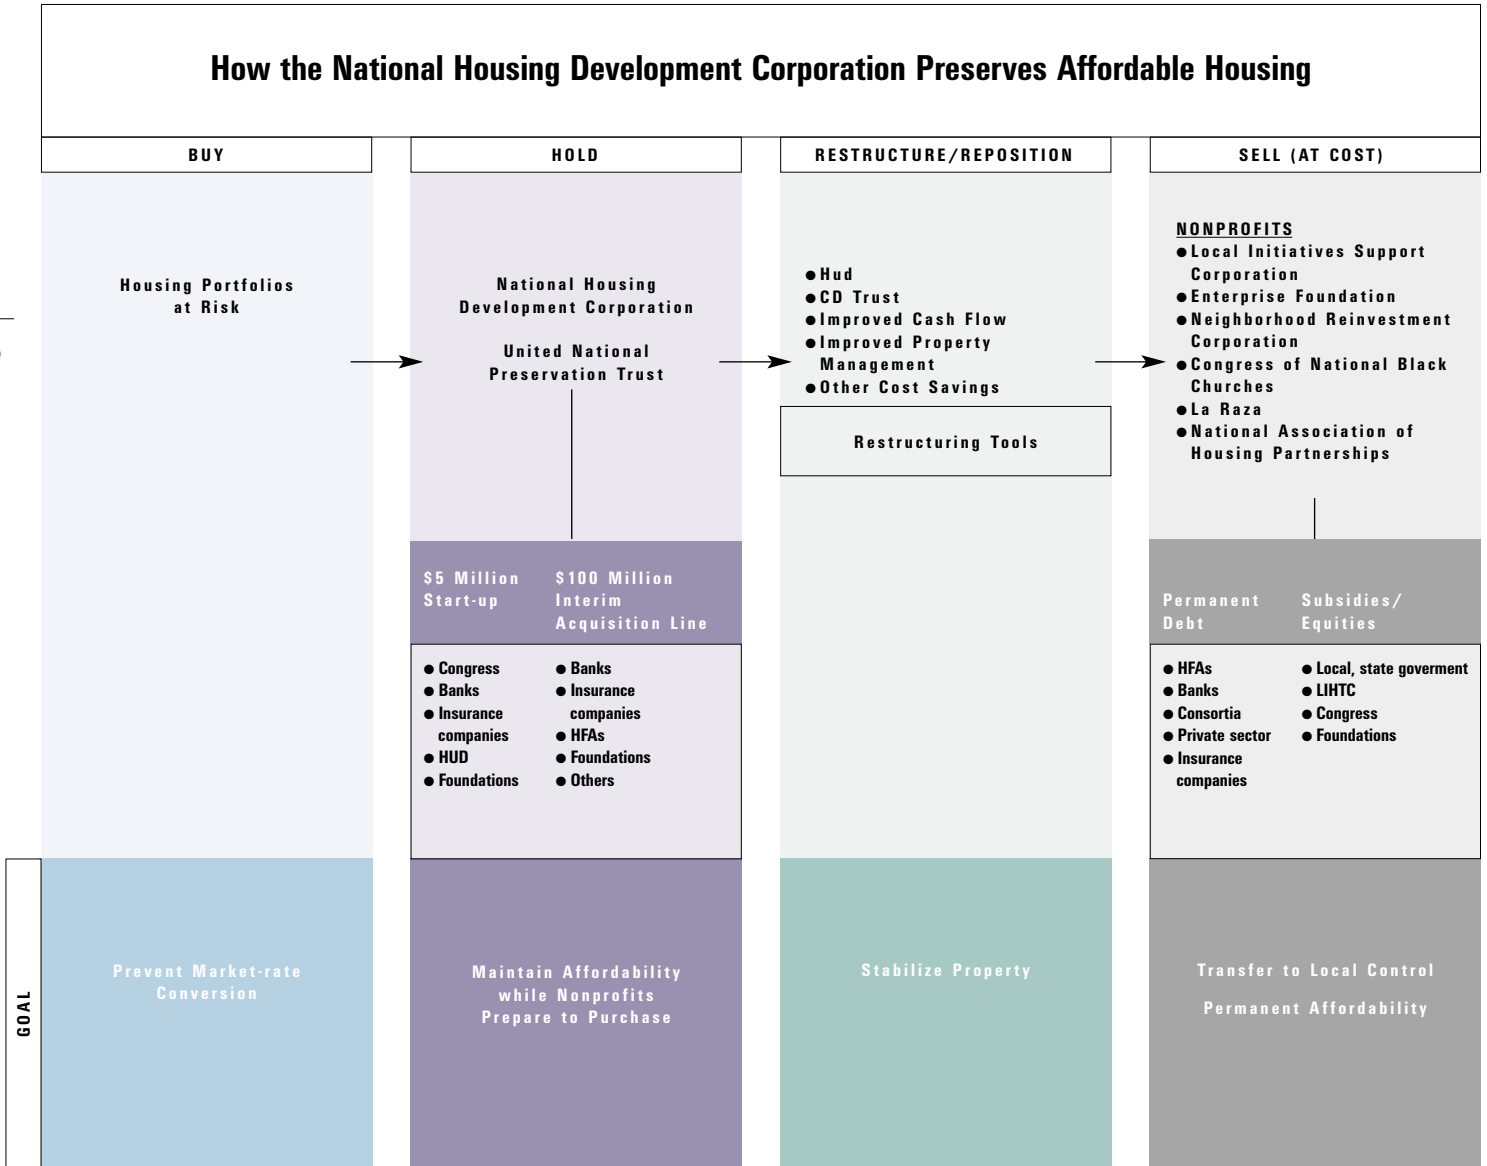 How the National Housing Development Corporation Preserves Affordable Housing
BUY
Housing Portfolios
at Risk
HOLD
National Housing
Development Corporation
United National
Preservation Trust
$5 Million
Start-up
$100 Million
Interim
Acquisition Line
● Congress
● Banks
● Insurance
companies
● HUD
● Foundations
● Banks
● Insurance
companies
● HFAs
● Foundations
● Others
RESTRUCTURE/REPOSITION
● Hud
● CD Trust
● Improved Cash Flow
● Improved Property
Management
● Other Cost Savings
Restructuring Tools
SELL (AT COST)
NONPROFITS
● Local Initiatives Support
Corporation
● Enterprise Foundation
● Neighborhood Reinvestment
Corporation
● Congress of National Black
Churches
● La Raza
● National Association of
Housing Partnerships
Permanent
Debt
Subsidies/
Equities
● HFAs
● Banks
● Consortia
● Private sector
● Insurance
companies
● Local, state goverment
● LIHTC
● Congress
● Foundations
GOAL
Prevent Market-rate
Conversion
Maintain Affordability
while Nonprofits
Prepare to Purchase
Stabilize Property
Transfer to Local Control
Permanent Affordability